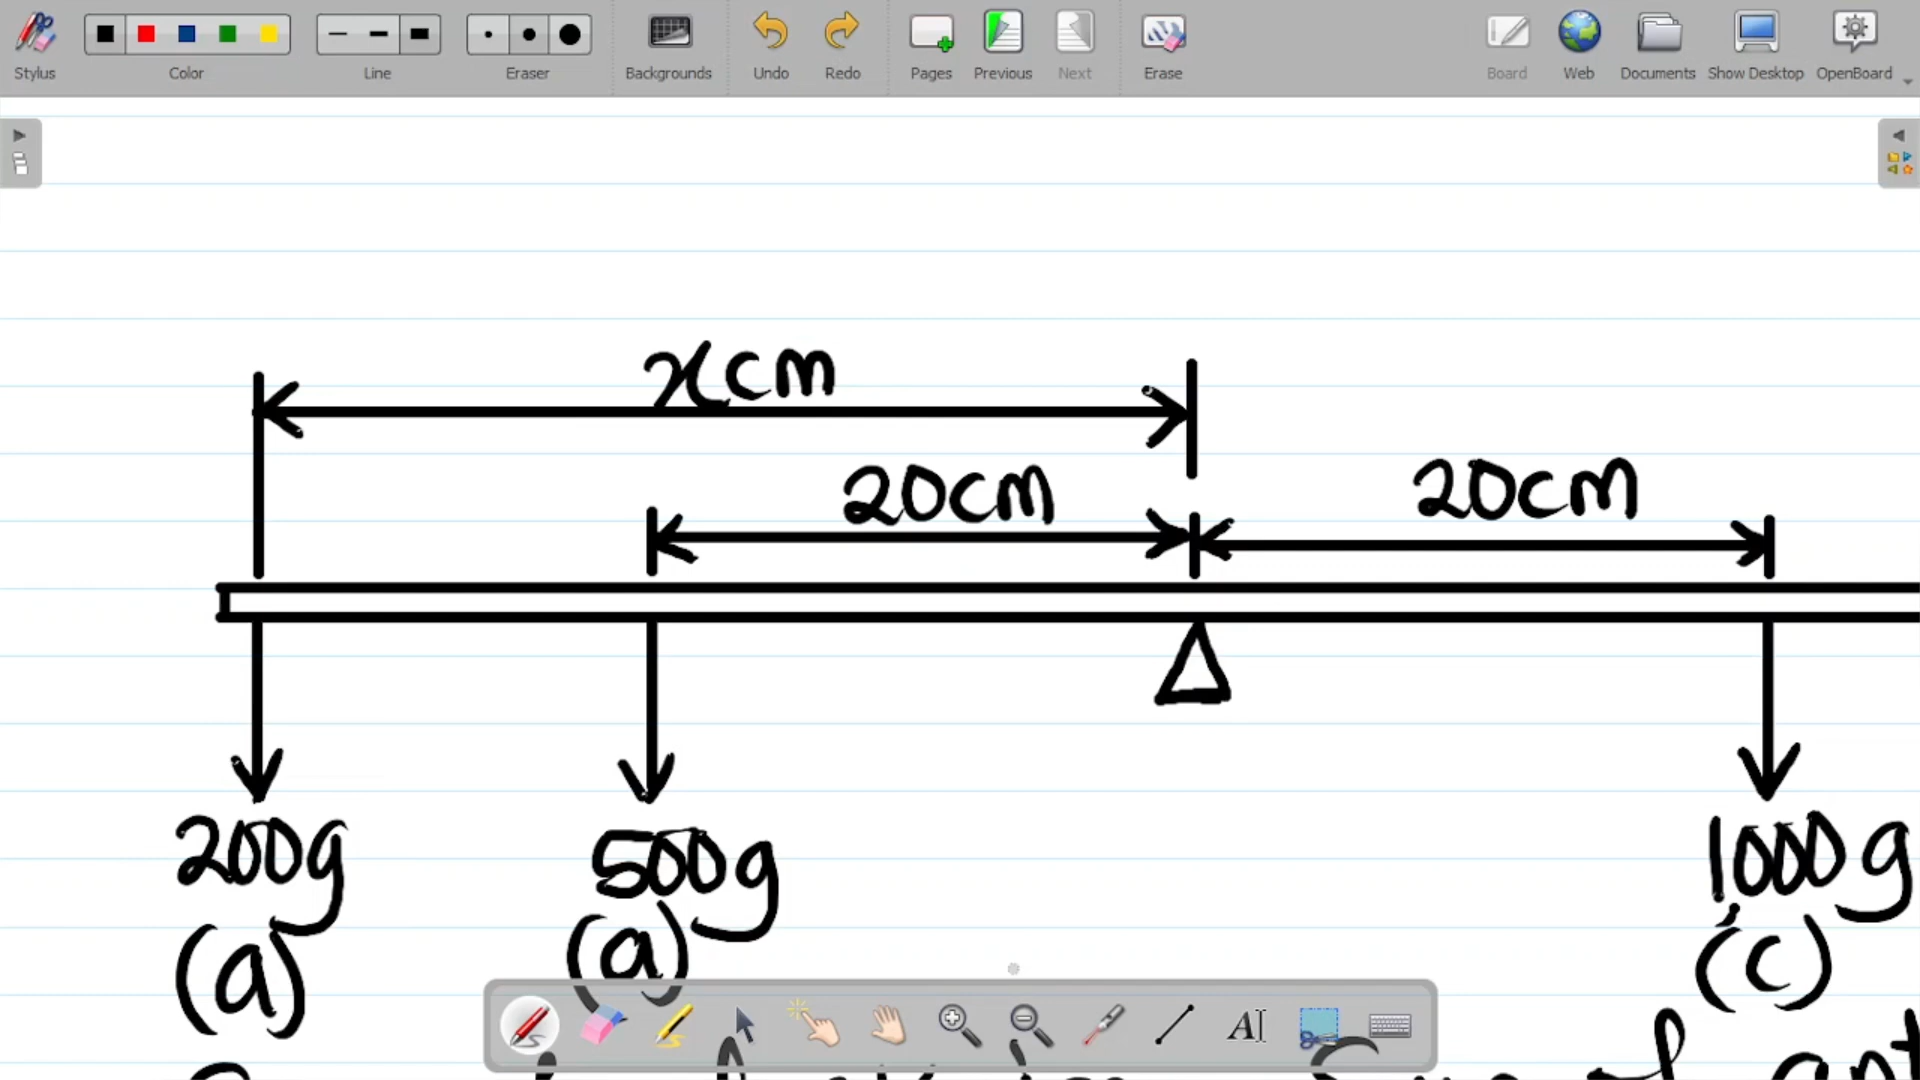 Stylus Color Line Eraser Backgrounds Undo Redo Pages Previous Next Erase Board Web Documents Show Desktop OpenBoard
xcm
20cm 20cm
200g 500g 1000g
(a) (a) (c)